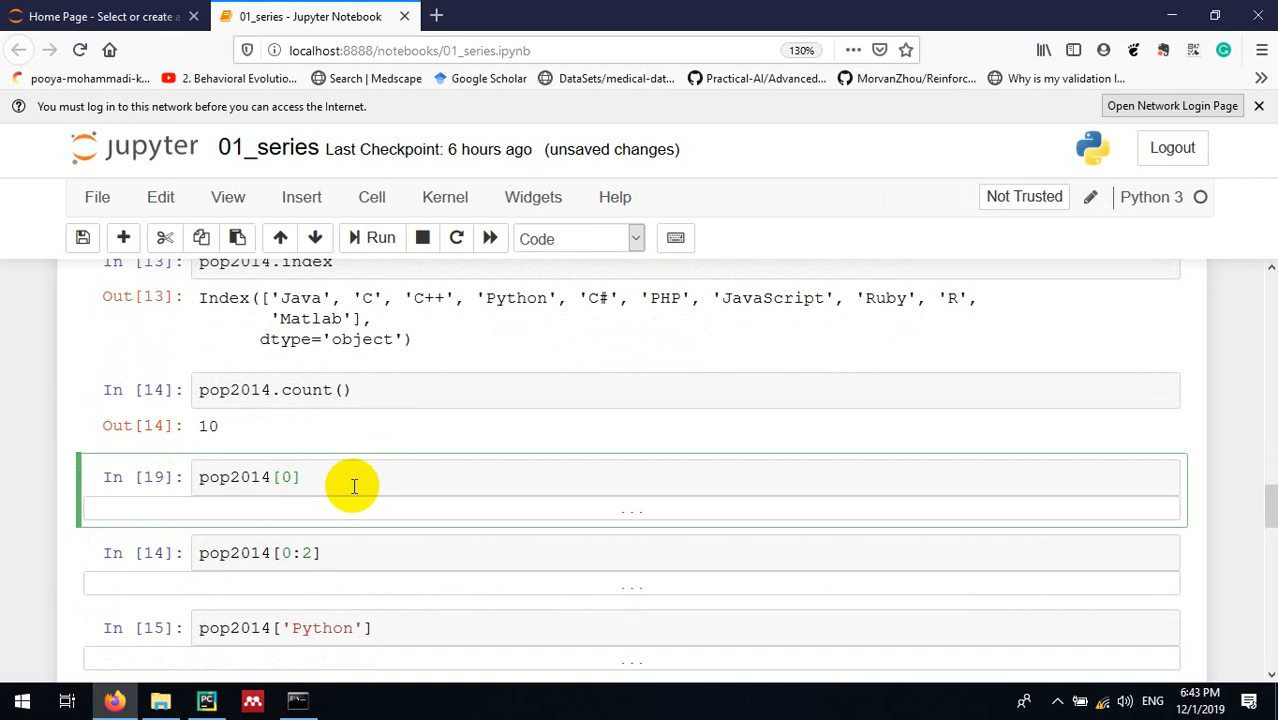 Home Page - Select or create a
01_series - Jupyter Notebook
localhost:8888/notebooks/01_series.ipynb
130%
pooya-mohammadi-k...
2. Behavioral Evolutio...
Search | Medscape
Google Scholar
DataSets/medical-dat...
Practical-AI/Advanced...
MorvanZhou/Reinforc...
Why is my validation l...
You must log in to this network before you can access the Internet.
Open Network Login Page
jupyter
01_series Last Checkpoint: 6 hours ago (unsaved changes)
Logout
File Edit View Insert Cell Kernel Widgets Help
Not Trusted
Python 3
Run
Code
In [13]: pop2014.index
Out[13]: Index(['Java', 'C', 'C++', 'Python', 'C#', 'PHP', 'JavaScript', 'Ruby', 'R',
'Matlab'],
dtype='object')
In [14]: pop2014.count()
Out[14]: 10
In [19]: pop2014[0]
...
In [14]: pop2014[0:2]
...
In [15]: pop2014['Python']
...
ENG
6:43 PM
12/1/2019